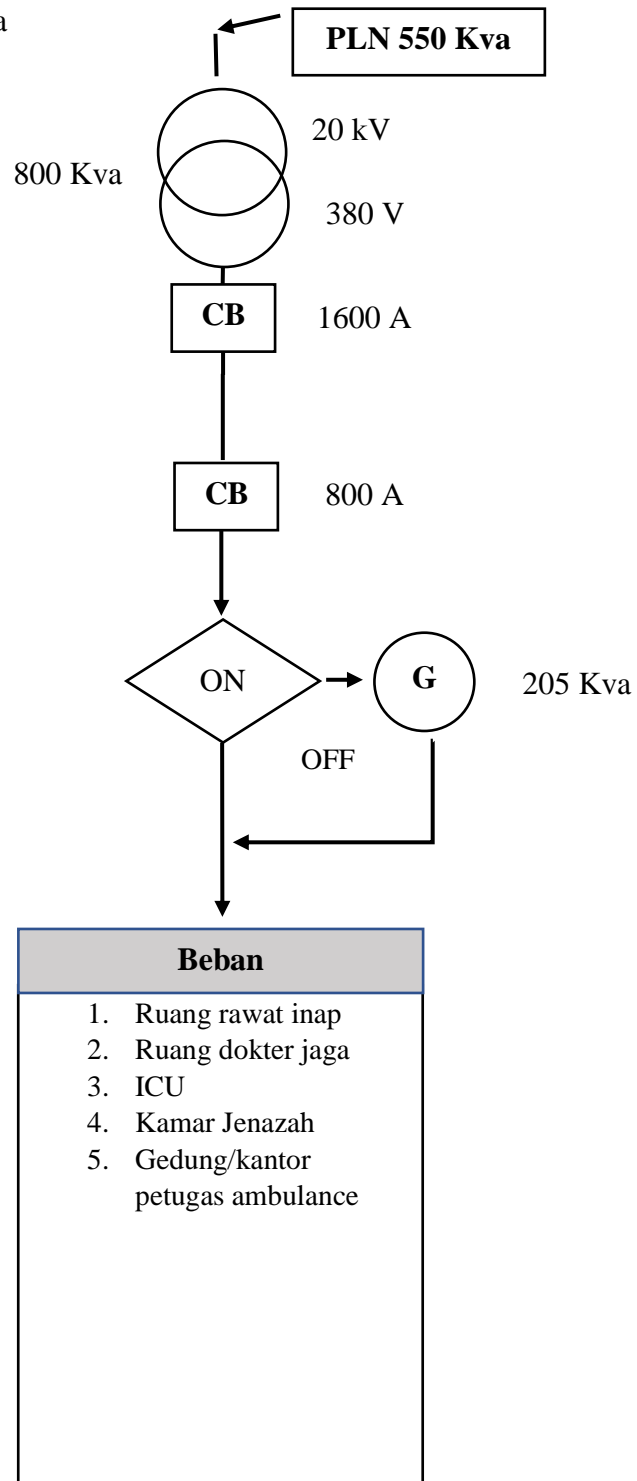 a
PLN 550 Kva
20 kV
800 Kva
380 V
CB
1600 A
CB
800 A
ON
G
205 Kva
OFF
Beban
1. Ruang rawat inap
2. Ruang dokter jaga
3. ICU
4. Kamar Jenazah
5. Gedung/kantor
petugas ambulance